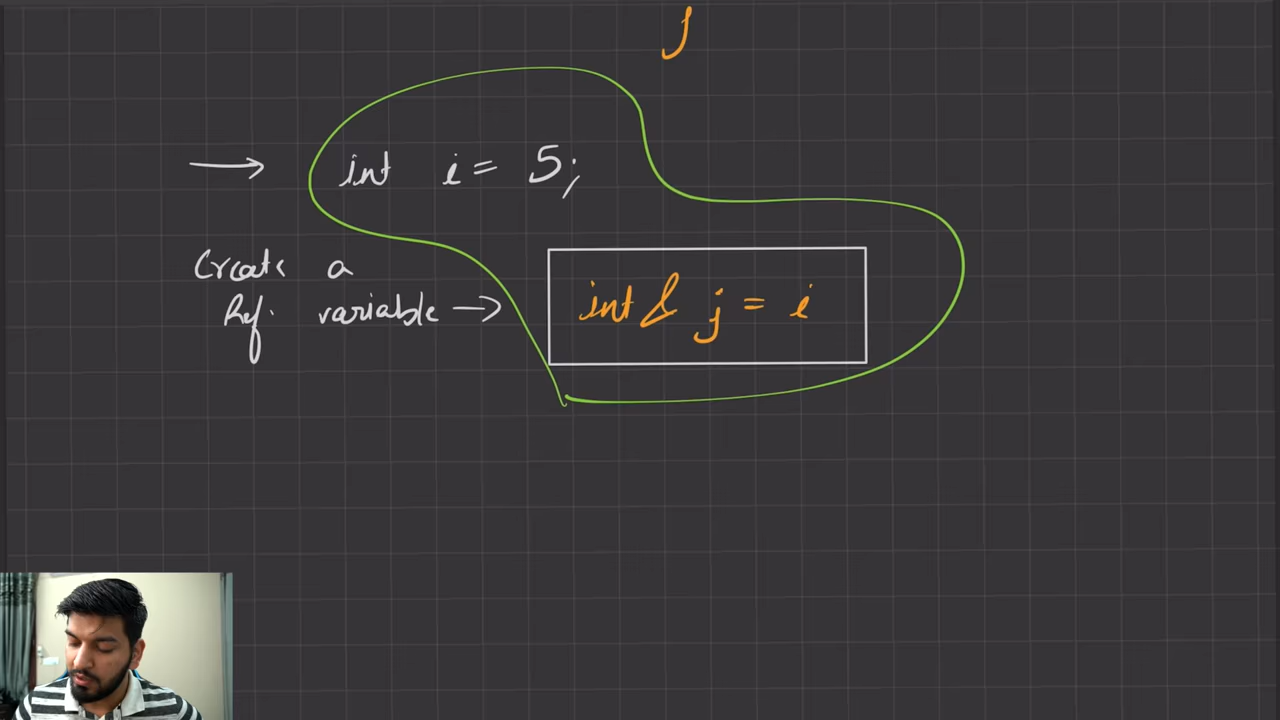 j
int i = 5;
Create a
Ref. variable →
int & j = i